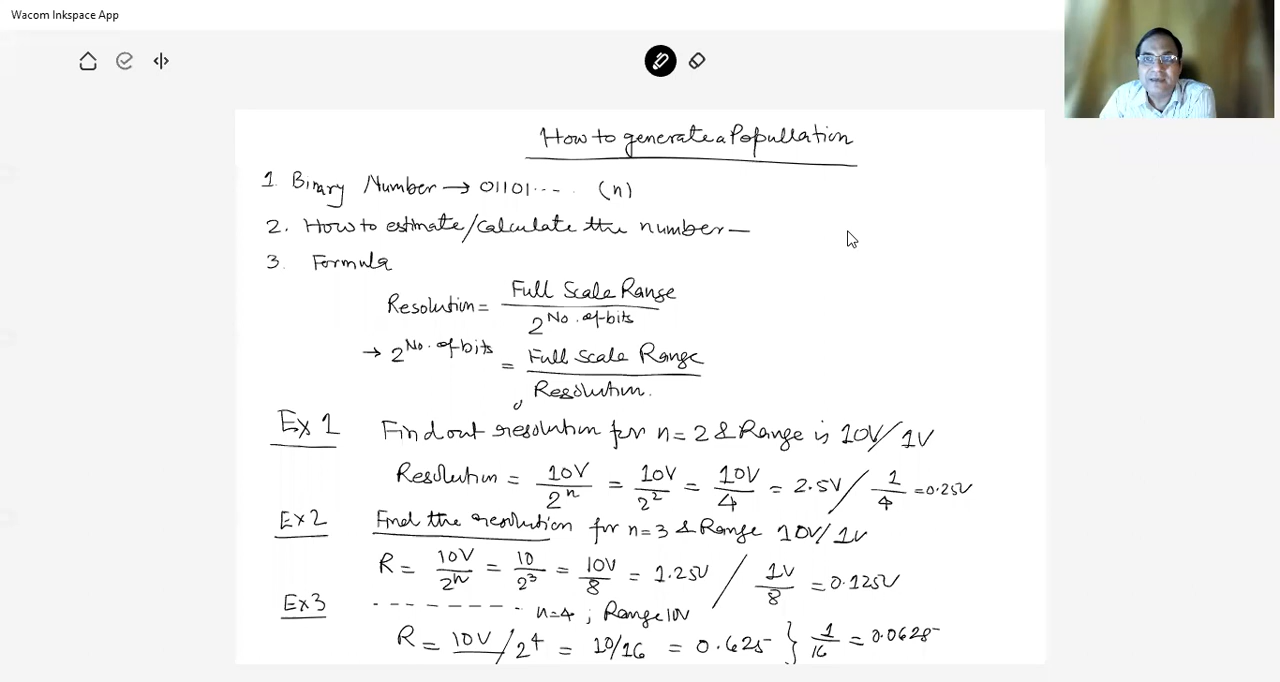 Wacom Inkspace App
How to generate a Popullation
1. Binary Number → 01101--- . (n)
2. How to estimate/calculate the number—
3. Formula
Resolution = Full Scale Range / 2^No. of bits
→ 2^No. of bits = Full Scale Range / Resolution.
Ex 1 Find out resolution for n=2 & Range is 10V/1V
Resolution = 10V/2^n = 10V/2^2 = 10V/4 = 2.5V / 1/4 = 0.25V
Ex2 Find the resolution for n=3 & Range 10V/1V
R = 10V/2^n = 10/2^3 = 10V/8 = 1.25V / 1V/8 = 0.125V
Ex3 - - - - - - - - - n=4 ; Range 10V
R = 10V/2^4 = 10/16 = 0.625 } 1/16 = 0.0625